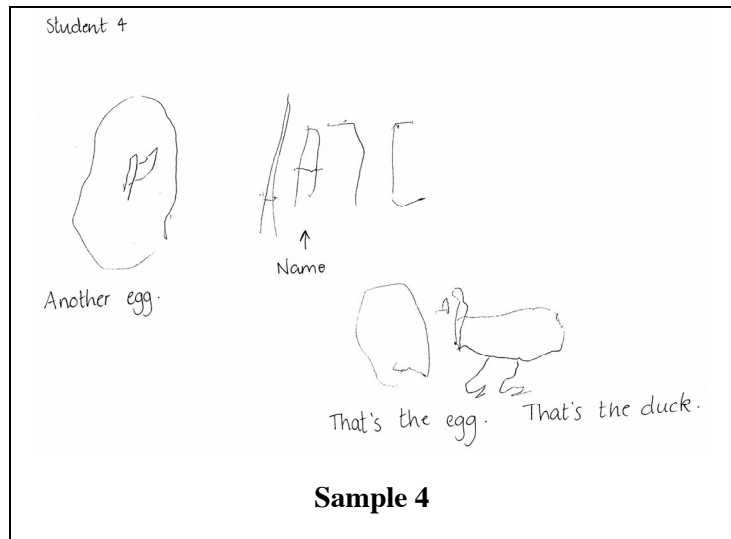 Student 4
Name
Another egg.
That's the egg. That's the duck.
Sample 4